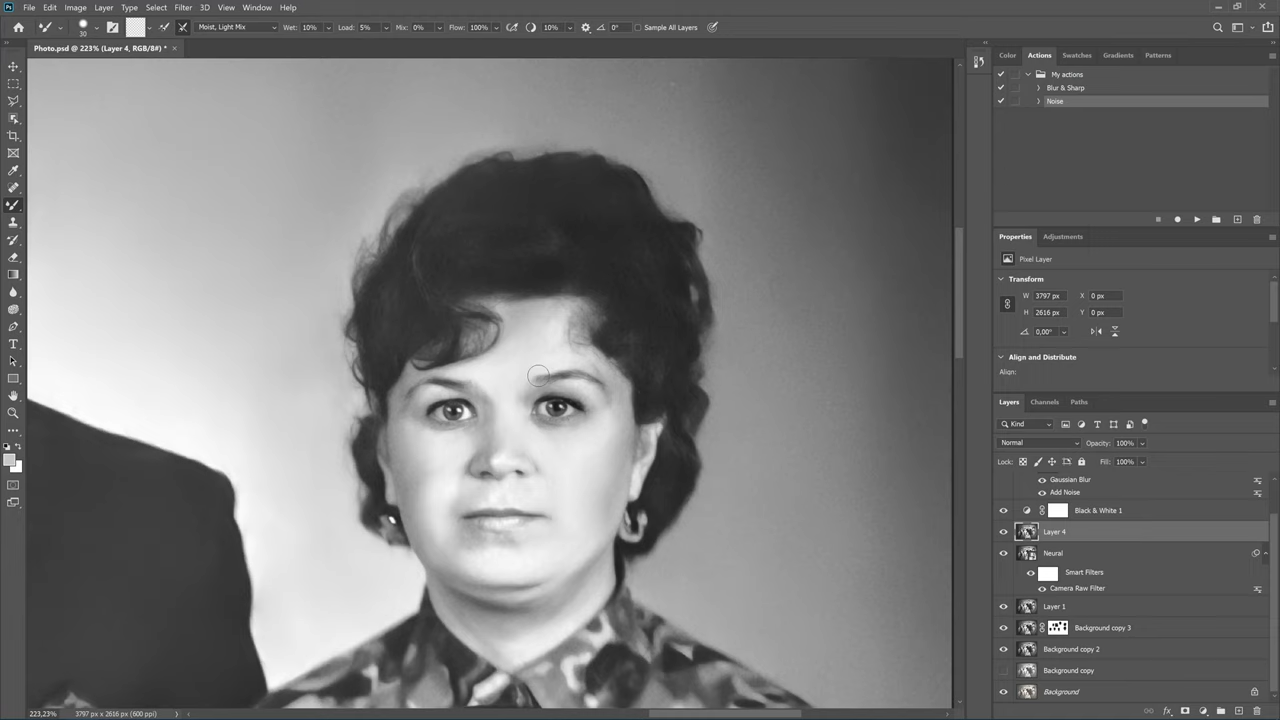 Ps File Edit Image Layer Type Select Filter 3D View Window Help
30 Moist, Light Mix Wet: 10% Load: 5% Mix: 0% Flow: 100% 10% 0° Sample All Layers
Photo.psd @ 223% (Layer 4, RGB/8#) * ×
Color Actions Swatches Gradients Patterns
My actions
Blur & Sharp
Noise
Properties Adjustments
Pixel Layer
Transform
W 3797 px X 0 px
H 2616 px Y 0 px
0,00°
Align and Distribute
Align:
Layers Channels Paths
Kind
Normal Opacity: 100%
Lock: Fill: 100%
Gaussian Blur
Add Noise
Black & White 1
Layer 4
Neural
Smart Filters
Camera Raw Filter
Layer 1
Background copy 3
Background copy 2
Background copy
Background
223,23% 3797 px x 2616 px (600 ppi)